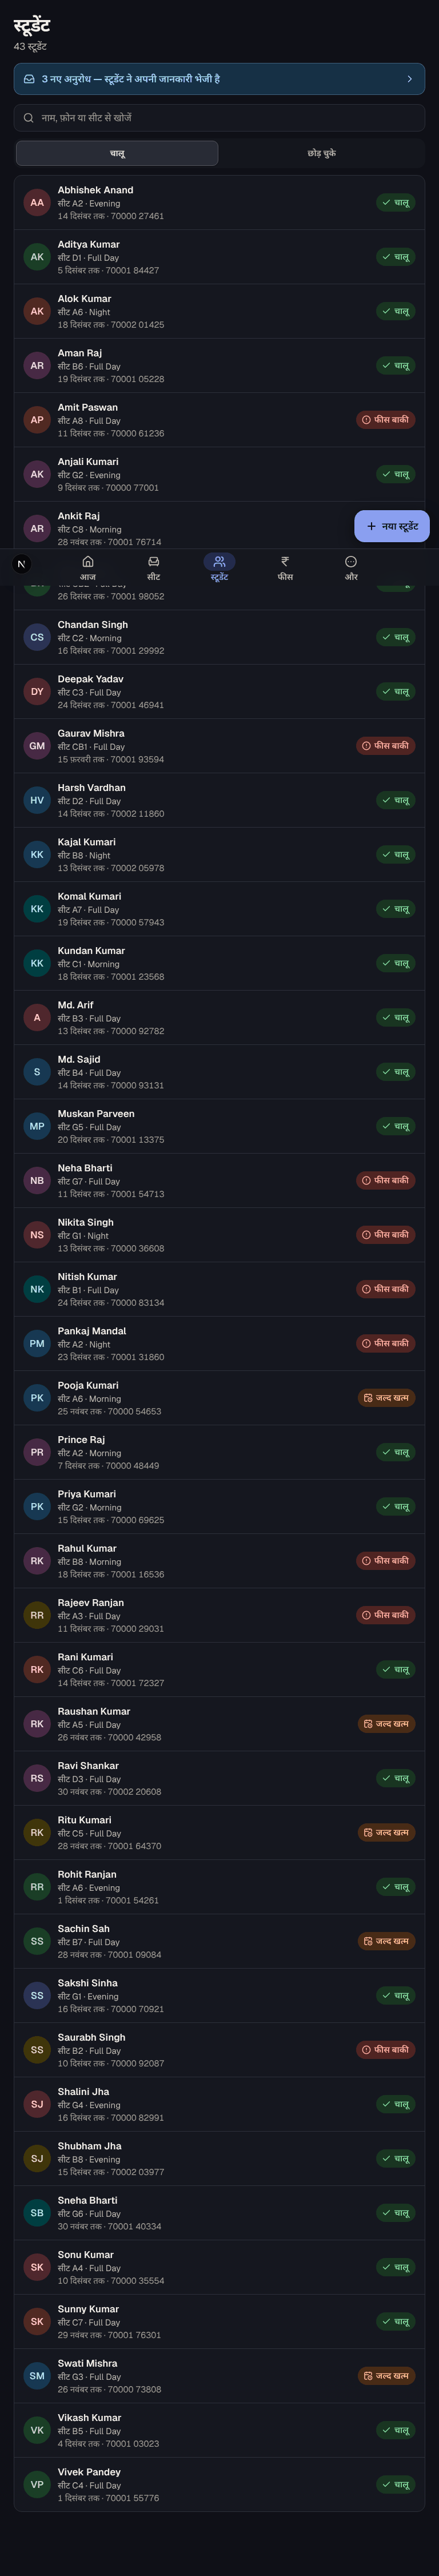 स्टूडेंट
43 स्टूडेंट
3 नए अनुरोध — स्टूडेंट ने अपनी जानकारी भेजी है
नाम, फ़ोन या सीट से खोजें
चालू
छोड़ चुके
AA
Abhishek Anand
सीट A2 · Evening
14 दिसंबर तक · 70000 27461
चालू
AK
Aditya Kumar
सीट D1 · Full Day
5 दिसंबर तक · 70001 84427
चालू
AK
Alok Kumar
सीट A6 · Night
18 दिसंबर तक · 70002 01425
चालू
AR
Aman Raj
सीट B6 · Full Day
19 दिसंबर तक · 70001 05228
चालू
AP
Amit Paswan
सीट A8 · Full Day
11 दिसंबर तक · 70000 61236
फीस बाकी
AK
Anjali Kumari
सीट G2 · Evening
9 दिसंबर तक · 70000 77001
चालू
AR
Ankit Raj
सीट C8 · Morning
28 नवंबर तक · 70001 76714
नया स्टूडेंट
N
आज
सीट
स्टूडेंट
फीस
और
26 दिसंबर तक · 70001 98052
CS
Chandan Singh
सीट C2 · Morning
16 दिसंबर तक · 70001 29992
चालू
DY
Deepak Yadav
सीट C3 · Full Day
24 दिसंबर तक · 70001 46941
चालू
GM
Gaurav Mishra
सीट CB1 · Full Day
15 फ़रवरी तक · 70001 93594
फीस बाकी
HV
Harsh Vardhan
सीट D2 · Full Day
14 दिसंबर तक · 70002 11860
चालू
KK
Kajal Kumari
सीट B8 · Night
13 दिसंबर तक · 70002 05978
चालू
KK
Komal Kumari
सीट A7 · Full Day
19 दिसंबर तक · 70000 57943
चालू
KK
Kundan Kumar
सीट C1 · Morning
18 दिसंबर तक · 70001 23568
चालू
A
Md. Arif
सीट B3 · Full Day
13 दिसंबर तक · 70000 92782
चालू
S
Md. Sajid
सीट B4 · Full Day
14 दिसंबर तक · 70000 93131
चालू
MP
Muskan Parveen
सीट G5 · Full Day
20 दिसंबर तक · 70001 13375
चालू
NB
Neha Bharti
सीट G7 · Full Day
11 दिसंबर तक · 70001 54713
फीस बाकी
NS
Nikita Singh
सीट G1 · Night
13 दिसंबर तक · 70000 36608
फीस बाकी
NK
Nitish Kumar
सीट B1 · Full Day
24 दिसंबर तक · 70000 83134
फीस बाकी
PM
Pankaj Mandal
सीट A2 · Night
23 दिसंबर तक · 70001 31860
फीस बाकी
PK
Pooja Kumari
सीट A6 · Morning
25 नवंबर तक · 70000 54653
जल्द खत्म
PR
Prince Raj
सीट A2 · Morning
7 दिसंबर तक · 70000 48449
चालू
PK
Priya Kumari
सीट G2 · Morning
15 दिसंबर तक · 70000 69625
चालू
RK
Rahul Kumar
सीट B8 · Morning
18 दिसंबर तक · 70001 16536
फीस बाकी
RR
Rajeev Ranjan
सीट A3 · Full Day
11 दिसंबर तक · 70000 29031
फीस बाकी
RK
Rani Kumari
सीट C6 · Full Day
14 दिसंबर तक · 70001 72327
चालू
RK
Raushan Kumar
सीट A5 · Full Day
26 नवंबर तक · 70000 42958
जल्द खत्म
RS
Ravi Shankar
सीट D3 · Full Day
30 नवंबर तक · 70002 20608
चालू
RK
Ritu Kumari
सीट C5 · Full Day
28 नवंबर तक · 70001 64370
जल्द खत्म
RR
Rohit Ranjan
सीट A6 · Evening
1 दिसंबर तक · 70001 54261
चालू
SS
Sachin Sah
सीट B7 · Full Day
28 नवंबर तक · 70001 09084
जल्द खत्म
SS
Sakshi Sinha
सीट G1 · Evening
16 दिसंबर तक · 70000 70921
चालू
SS
Saurabh Singh
सीट B2 · Full Day
10 दिसंबर तक · 70000 92087
फीस बाकी
SJ
Shalini Jha
सीट G4 · Evening
16 दिसंबर तक · 70000 82991
चालू
SJ
Shubham Jha
सीट B8 · Evening
15 दिसंबर तक · 70002 03977
चालू
SB
Sneha Bharti
सीट G6 · Full Day
30 नवंबर तक · 70001 40334
चालू
SK
Sonu Kumar
सीट A4 · Full Day
10 दिसंबर तक · 70000 35554
चालू
SK
Sunny Kumar
सीट C7 · Full Day
29 नवंबर तक · 70001 76301
चालू
SM
Swati Mishra
सीट G3 · Full Day
26 नवंबर तक · 70000 73808
जल्द खत्म
VK
Vikash Kumar
सीट B5 · Full Day
4 दिसंबर तक · 70001 03023
चालू
VP
Vivek Pandey
सीट C4 · Full Day
1 दिसंबर तक · 70001 55776
चालू